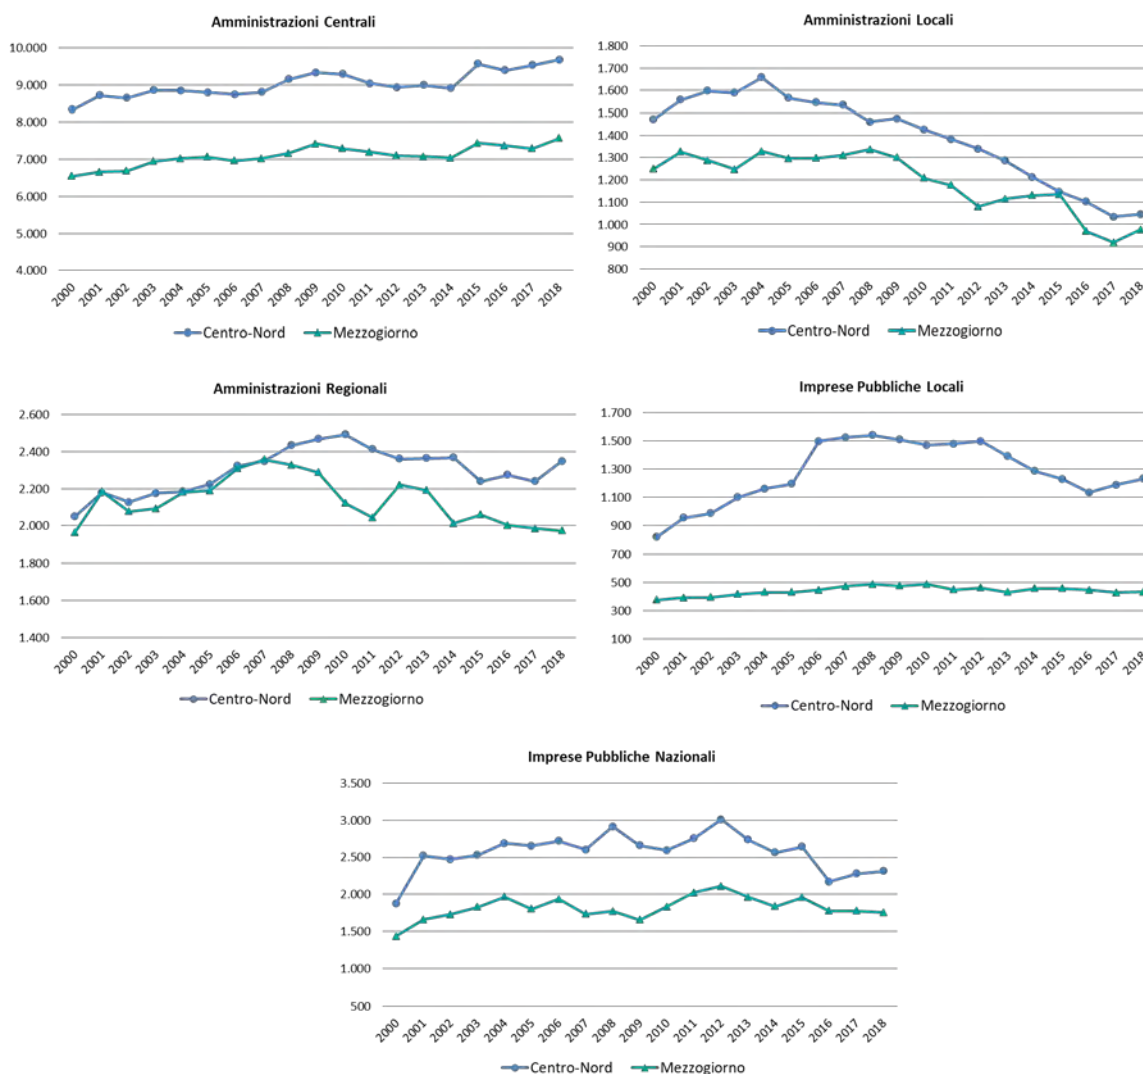 Amministrazioni Centrali
10.000
9.000
8.000
7.000
6.000
5.000
4.000
2000 2001 2002 2003 2004 2005 2006 2007 2008 2009 2010 2011 2012 2013 2014 2015 2016 2017 2018
Centro-Nord Mezzogiorno
Amministrazioni Locali
1.800
1.700
1.600
1.500
1.400
1.300
1.200
1.100
1.000
900
800
2000 2001 2002 2003 2004 2005 2006 2007 2008 2009 2010 2011 2012 2013 2014 2015 2016 2017 2018
Centro-Nord Mezzogiorno
Amministrazioni Regionali
2.600
2.400
2.200
2.000
1.800
1.600
1.400
2000 2001 2002 2003 2004 2005 2006 2007 2008 2009 2010 2011 2012 2013 2014 2015 2016 2017 2018
Centro-Nord Mezzogiorno
Imprese Pubbliche Locali
1.700
1.500
1.300
1.100
900
700
500
300
100
2000 2001 2002 2003 2004 2005 2006 2007 2008 2009 2010 2011 2012 2013 2014 2015 2016 2017 2018
Centro-Nord Mezzogiorno
Imprese Pubbliche Nazionali
3.500
3.000
2.500
2.000
1.500
1.000
500
2000 2001 2002 2003 2004 2005 2006 2007 2008 2009 2010 2011 2012 2013 2014 2015 2016 2017 2018
Centro-Nord Mezzogiorno